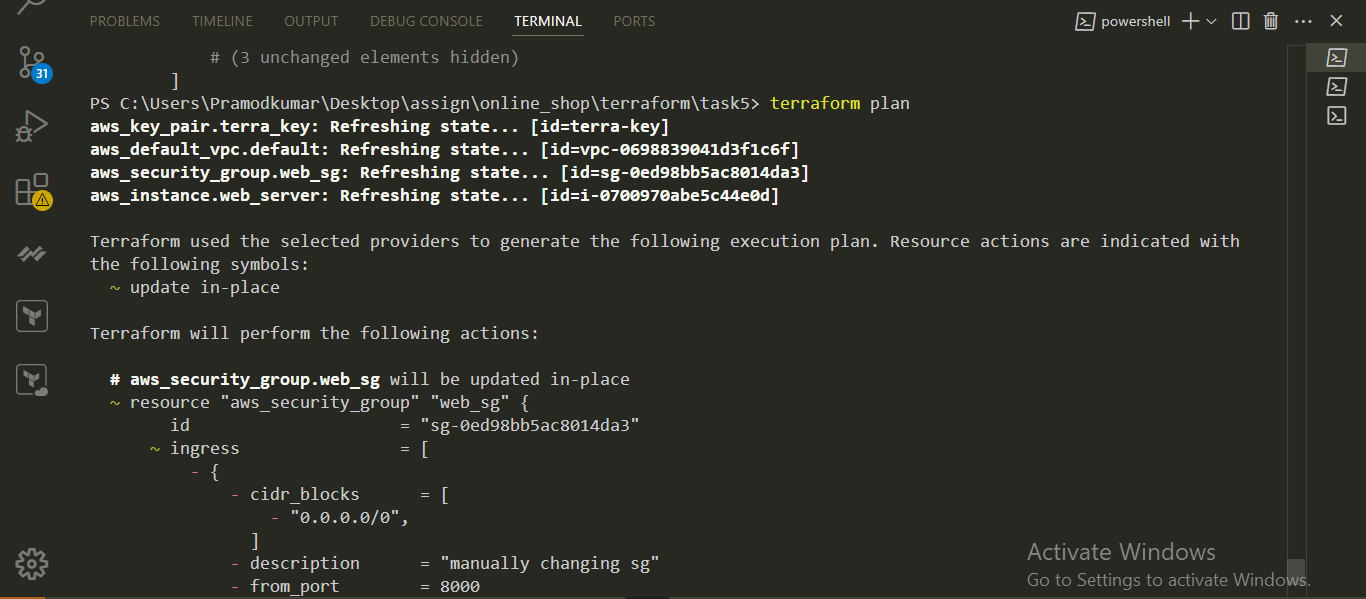 PROBLEMS TIMELINE OUTPUT DEBUG CONSOLE TERMINAL PORTS powershell
# (3 unchanged elements hidden)
]
PS C:\Users\Pramodkumar\Desktop\assign\online_shop\terraform\task5> terraform plan
aws_key_pair.terra_key: Refreshing state... [id=terra-key]
aws_default_vpc.default: Refreshing state... [id=vpc-0698839041d3f1c6f]
aws_security_group.web_sg: Refreshing state... [id=sg-0ed98bb5ac8014da3]
aws_instance.web_server: Refreshing state... [id=i-0700970abe5c44e0d]
Terraform used the selected providers to generate the following execution plan. Resource actions are indicated with
the following symbols:
~ update in-place
Terraform will perform the following actions:
# aws_security_group.web_sg will be updated in-place
~ resource "aws_security_group" "web_sg" {
id = "sg-0ed98bb5ac8014da3"
~ ingress = [
- {
- cidr_blocks = [
- "0.0.0.0/0",
]
- description = "manually changing sg"
- from_port = 8000
31
Activate Windows
Go to Settings to activate Windows.